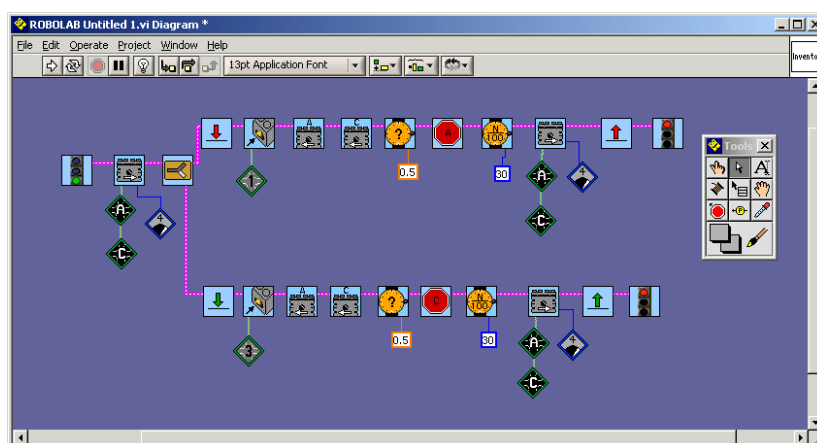 ROBOLAB Untitled 1.vi Diagram *
File Edit Operate Project Window Help
13pt Application Font
Invento
A C ? A N/100
1 0.5 30 A 4
A 4 C
C
Tools
A
P
A C ? C N/100
3 0.5 30 A 4
C